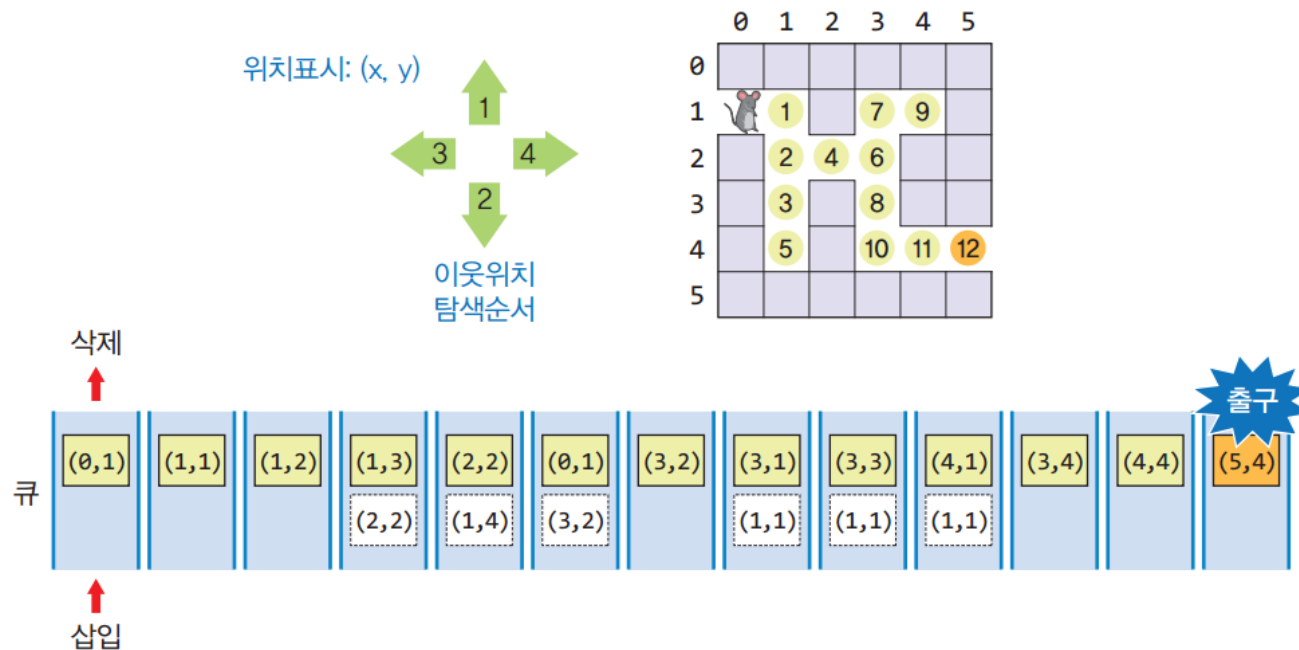 위치표시: (x, y)
1
3 4
2
이웃위치
탐색순서
0 1 2 3 4 5
0
1 1 7 9
2 2 4 6
3 3 8
4 5 10 11 12
5
삭제
출구
큐
(0,1) (1,1) (1,2) (1,3) (2,2) (0,1) (3,2) (3,1) (3,3) (4,1) (3,4) (4,4) (5,4)
(2,2) (1,4) (3,2) (1,1) (1,1) (1,1)
삽입